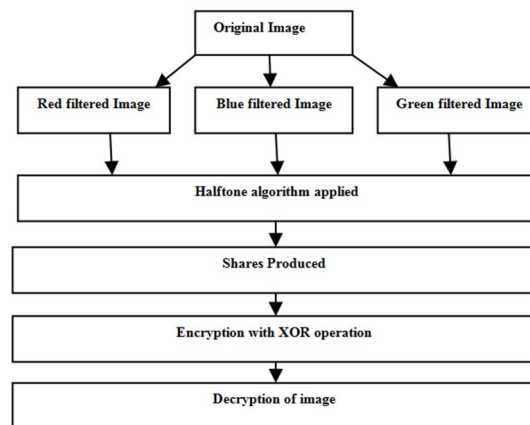 Original Image
Red filtered Image
Blue filtered Image
Green filtered Image
Halftone algorithm applied
Shares Produced
Encryption with XOR operation
Decryption of image